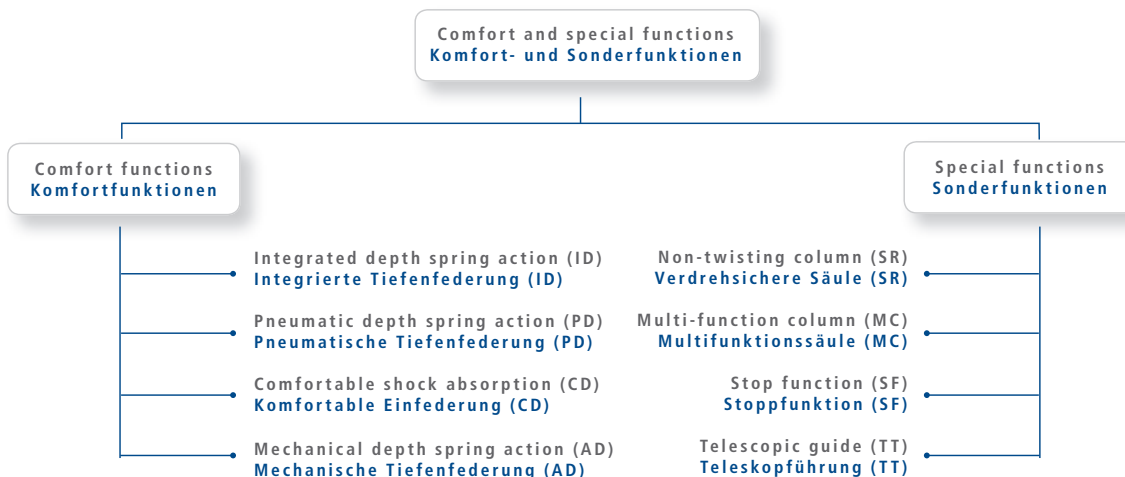 Comfort and special functions
Komfort- und Sonderfunktionen
Comfort functions
Komfortfunktionen
Special functions
Sonderfunktionen
Integrated depth spring action (ID)
Integrierte Tiefenfederung (ID)
Pneumatic depth spring action (PD)
Pneumatische Tiefenfederung (PD)
Comfortable shock absorption (CD)
Komfortable Einfederung (CD)
Mechanical depth spring action (AD)
Mechanische Tiefenfederung (AD)
Non-twisting column (SR)
Verdrehsichere Säule (SR)
Multi-function column (MC)
Multifunktionssäule (MC)
Stop function (SF)
Stoppfunktion (SF)
Telescopic guide (TT)
Teleskopführung (TT)